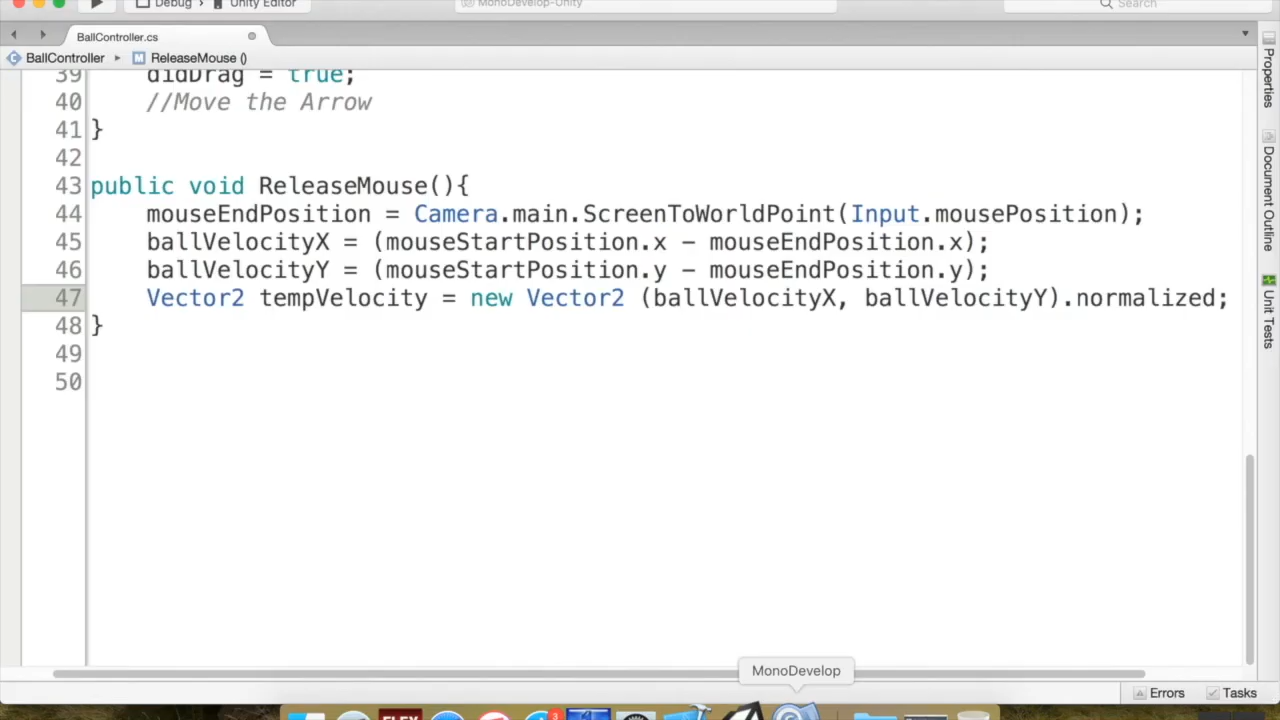 Debug > Unity Editor
MonoDevelop-Unity
Search
BallController.cs
BallController ▸ M ReleaseMouse ()
39 didDrag = true;
40 //Move the Arrow
41 }
42
43 public void ReleaseMouse(){
44 mouseEndPosition = Camera.main.ScreenToWorldPoint(Input.mousePosition);
45 ballVelocityX = (mouseStartPosition.x - mouseEndPosition.x);
46 ballVelocityY = (mouseStartPosition.y - mouseEndPosition.y);
47 Vector2 tempVelocity = new Vector2 (ballVelocityX, ballVelocityY).normalized;
48 }
49
50
Properties
Document Outline
Unit Tests
MonoDevelop
Errors
Tasks
FLEX
3